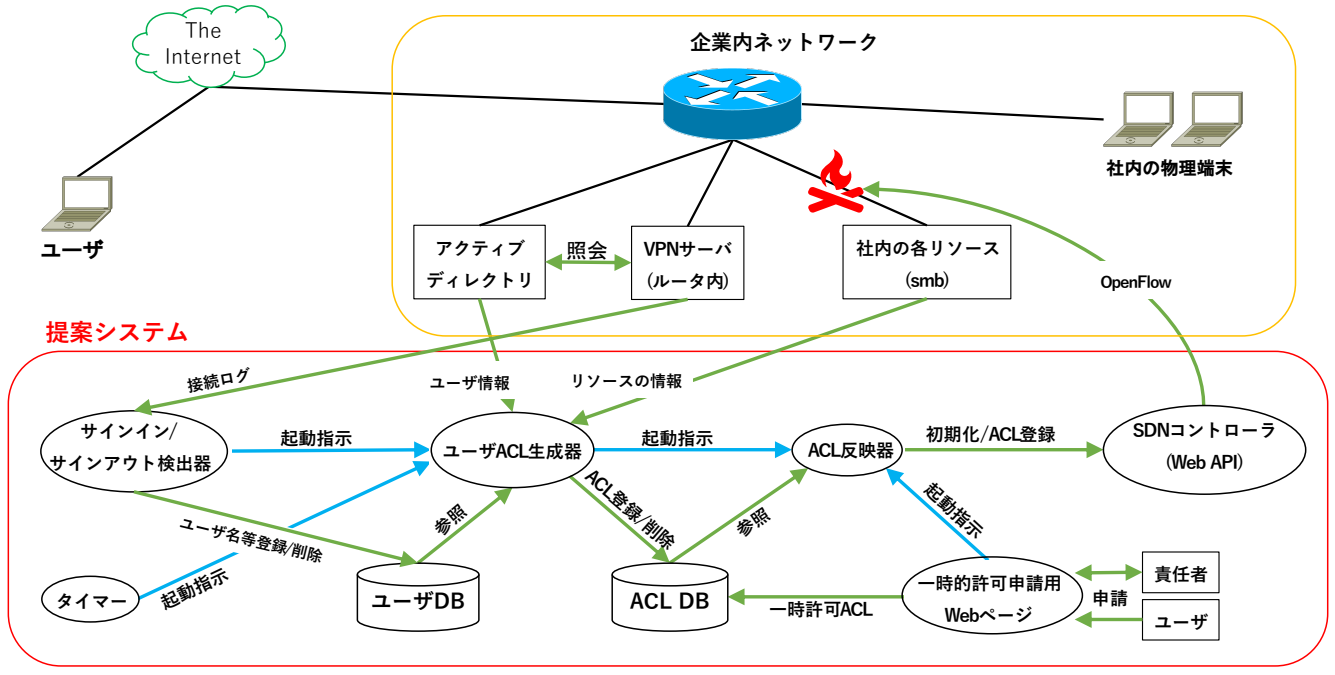 The
Internet
企業内ネットワーク
社内の物理端末
ユーザ
アクティブ
ディレクトリ
照会
VPNサーバ
(ルータ内)
社内の各リソース
(smb)
OpenFlow
提案システム
接続ログ
ユーザ情報
リソースの情報
サインイン/
サインアウト検出器
起動指示
ユーザACL生成器
起動指示
ACL反映器
初期化/ACL登録
SDNコントローラ
(Web API)
ユーザ名等登録/削除
参照
ACL登録/削除
参照
起動指示
タイマー
起動指示
ユーザDB
ACL DB
一時許可ACL
一時的許可申請用
Webページ
責任者
申請
ユーザ